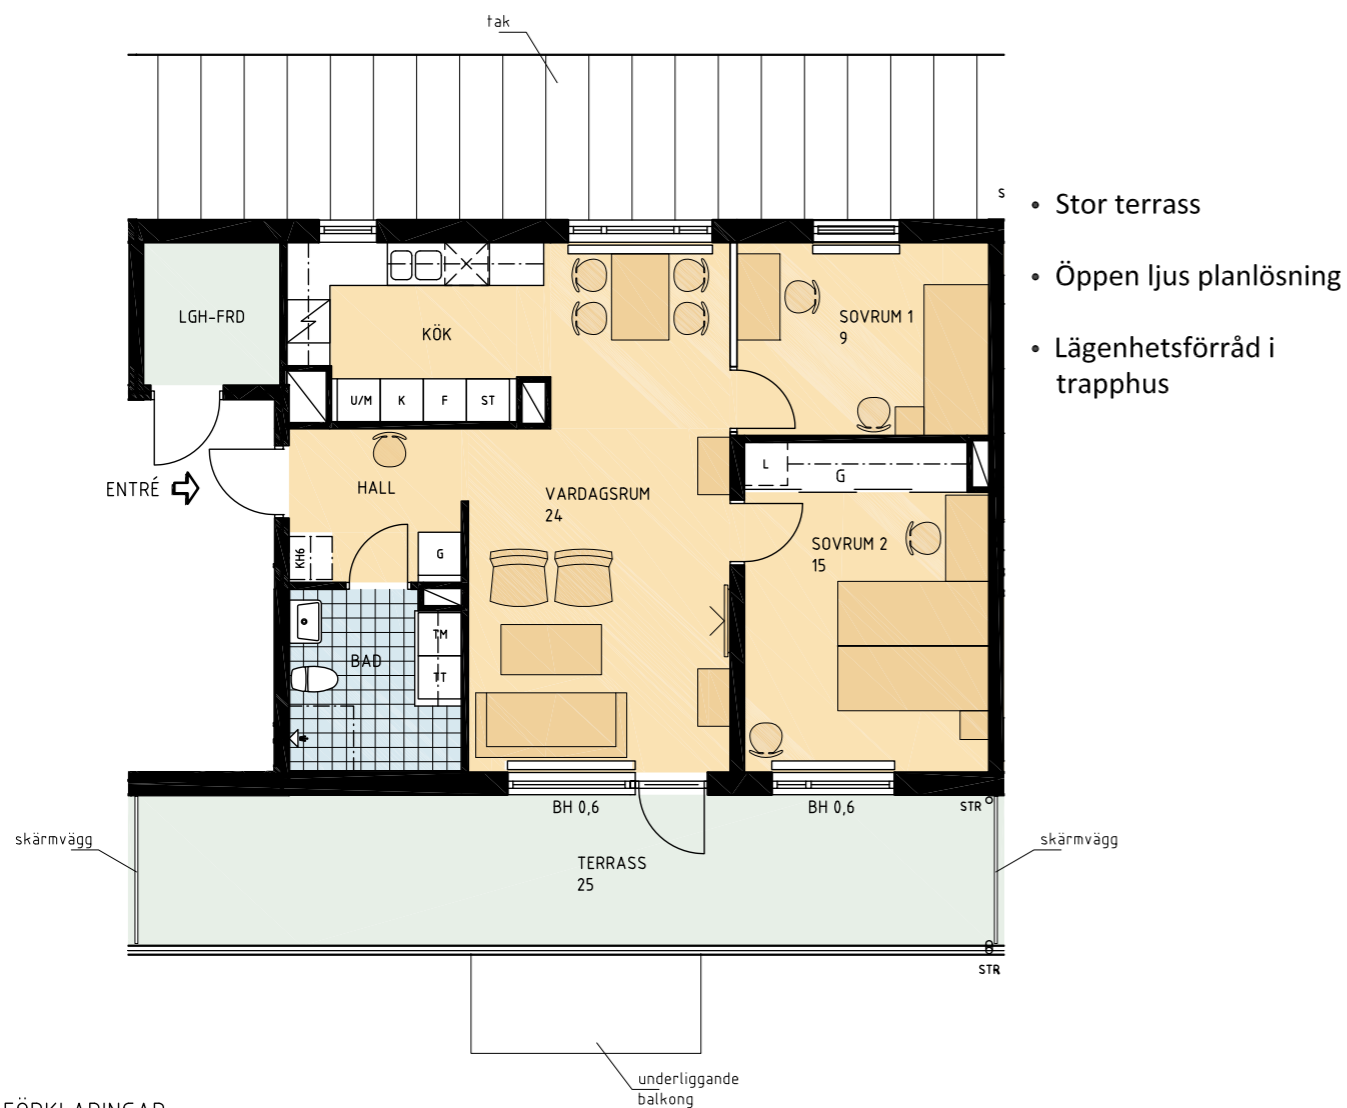 tak
S
• Stor terrass
• Öppen ljus planlösning
• Lägenhetsförråd i
trapphus
LGH-FRD
KÖK
SOVRUM 1
9
U/M K F ST
ENTRÉ
HALL
VARDAGSRUM
24
L
G
SOVRUM 2
15
KH6
G
BAD
TM
TT
BH 0,6
BH 0,6
STR
skärmvägg
skärmvägg
TERRASS
25
STR
underliggande
balkong
FÖRKLARINGAR